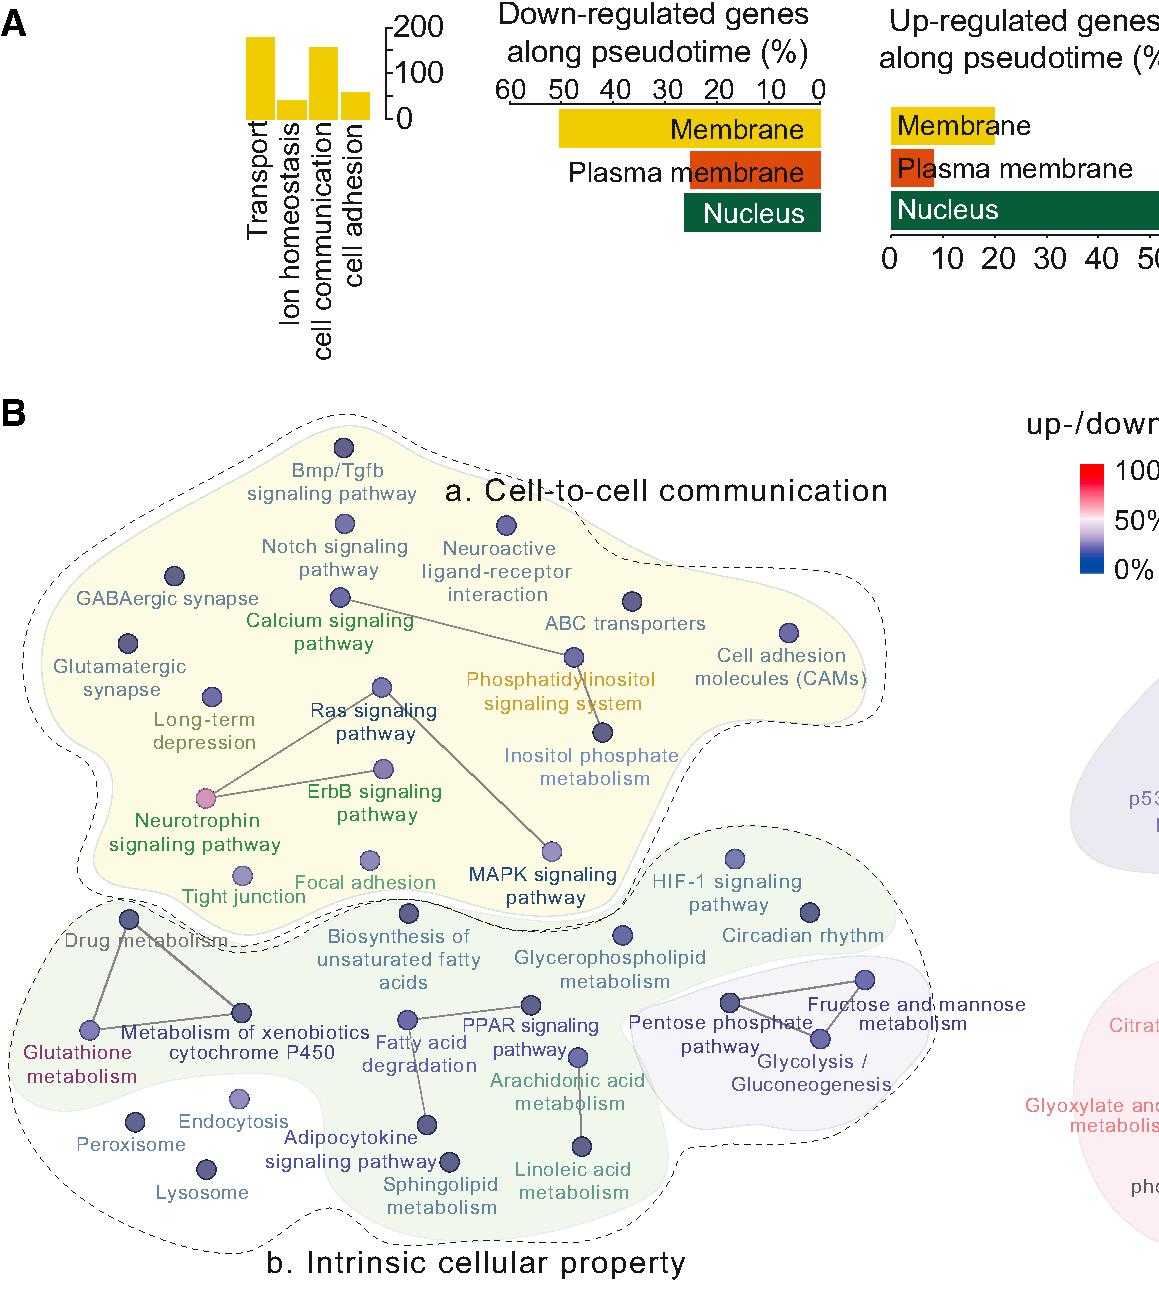 A
200
100
0
Transport
Ion homeostasis
cell communication
cell adhesion
Down-regulated genes
along pseudotime (%)
60 50 40 30 20 10 0
Membrane
Plasma membrane
Nucleus
Up-regulated genes
along pseudotime (%
Membrane
Plasma membrane
Nucleus
0 10 20 30 40 50
B
up-/down
100
50%
0%
a. Cell-to-cell communication
Bmp/Tgfb
signaling pathway
Notch signaling
pathway
Neuroactive
ligand-receptor
interaction
GABAergic synapse
Calcium signaling
pathway
ABC transporters
Glutamatergic
synapse
Cell adhesion
molecules (CAMs)
Phosphatidylinositol
signaling system
Long-term
depression
Ras signaling
pathway
Inositol phosphate
metabolism
ErbB signaling
pathway
Neurotrophin
signaling pathway
Tight junction
Focal adhesion
MAPK signaling
pathway
HIF-1 signaling
pathway
Circadian rhythm
Drug metabolism
Biosynthesis of
unsaturated fatty
acids
Glycerophospholipid
metabolism
Metabolism of xenobiotics
cytochrome P450
Glutathione
metabolism
Fatty acid
degradation
PPAR signaling
pathway
Pentose phosphate
pathway
Fructose and mannose
metabolism
Glycolysis /
Gluconeogenesis
Arachidonic acid
metabolism
Endocytosis
Peroxisome
Adipocytokine
signaling pathway
Lysosome
Sphingolipid
metabolism
Linoleic acid
metabolism
b. Intrinsic cellular property
p53
Citrat
Glyoxylate and
metabolis
pho